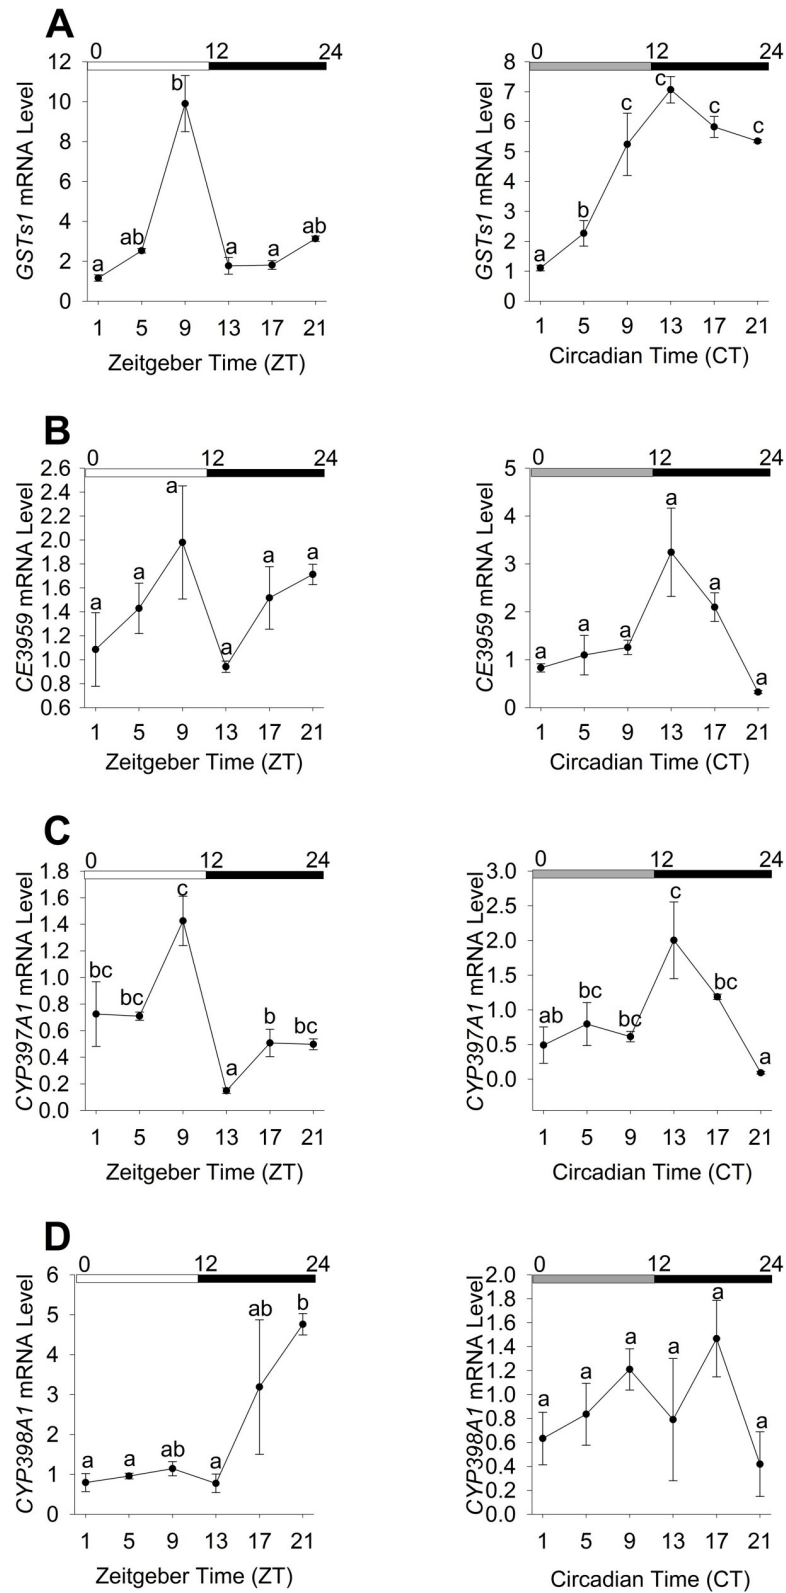 A
0 12 24
12
10
8
6
4
2
0
GSTs1 mRNA Level
a ab b a a ab
1 5 9 13 17 21
Zeitgeber Time (ZT)
0 12 24
8
7
6
5
4
3
2
1
0
GSTs1 mRNA Level
a b c c c c
1 5 9 13 17 21
Circadian Time (CT)
B
0 12 24
2.6
2.4
2.2
2.0
1.8
1.6
1.4
1.2
1.0
0.8
0.6
CE3959 mRNA Level
a a a a a a
1 5 9 13 17 21
Zeitgeber Time (ZT)
0 12 24
5
4
3
2
1
0
CE3959 mRNA Level
a a a a a a
1 5 9 13 17 21
Circadian Time (CT)
C
0 12 24
1.8
1.6
1.4
1.2
1.0
0.8
0.6
0.4
0.2
0.0
CYP397A1 mRNA Level
bc bc c a b bc
1 5 9 13 17 21
Zeitgeber Time (ZT)
0 12 24
3.0
2.5
2.0
1.5
1.0
0.5
0.0
CYP397A1 mRNA Level
ab bc bc c bc a
1 5 9 13 17 21
Circadian Time (CT)
D
0 12 24
6
5
4
3
2
1
0
CYP398A1 mRNA Level
a a ab a ab b
1 5 9 13 17 21
Zeitgeber Time (ZT)
0 12 24
2.0
1.8
1.6
1.4
1.2
1.0
0.8
0.6
0.4
0.2
0.0
CYP398A1 mRNA Level
a a a a a a
1 5 9 13 17 21
Circadian Time (CT)